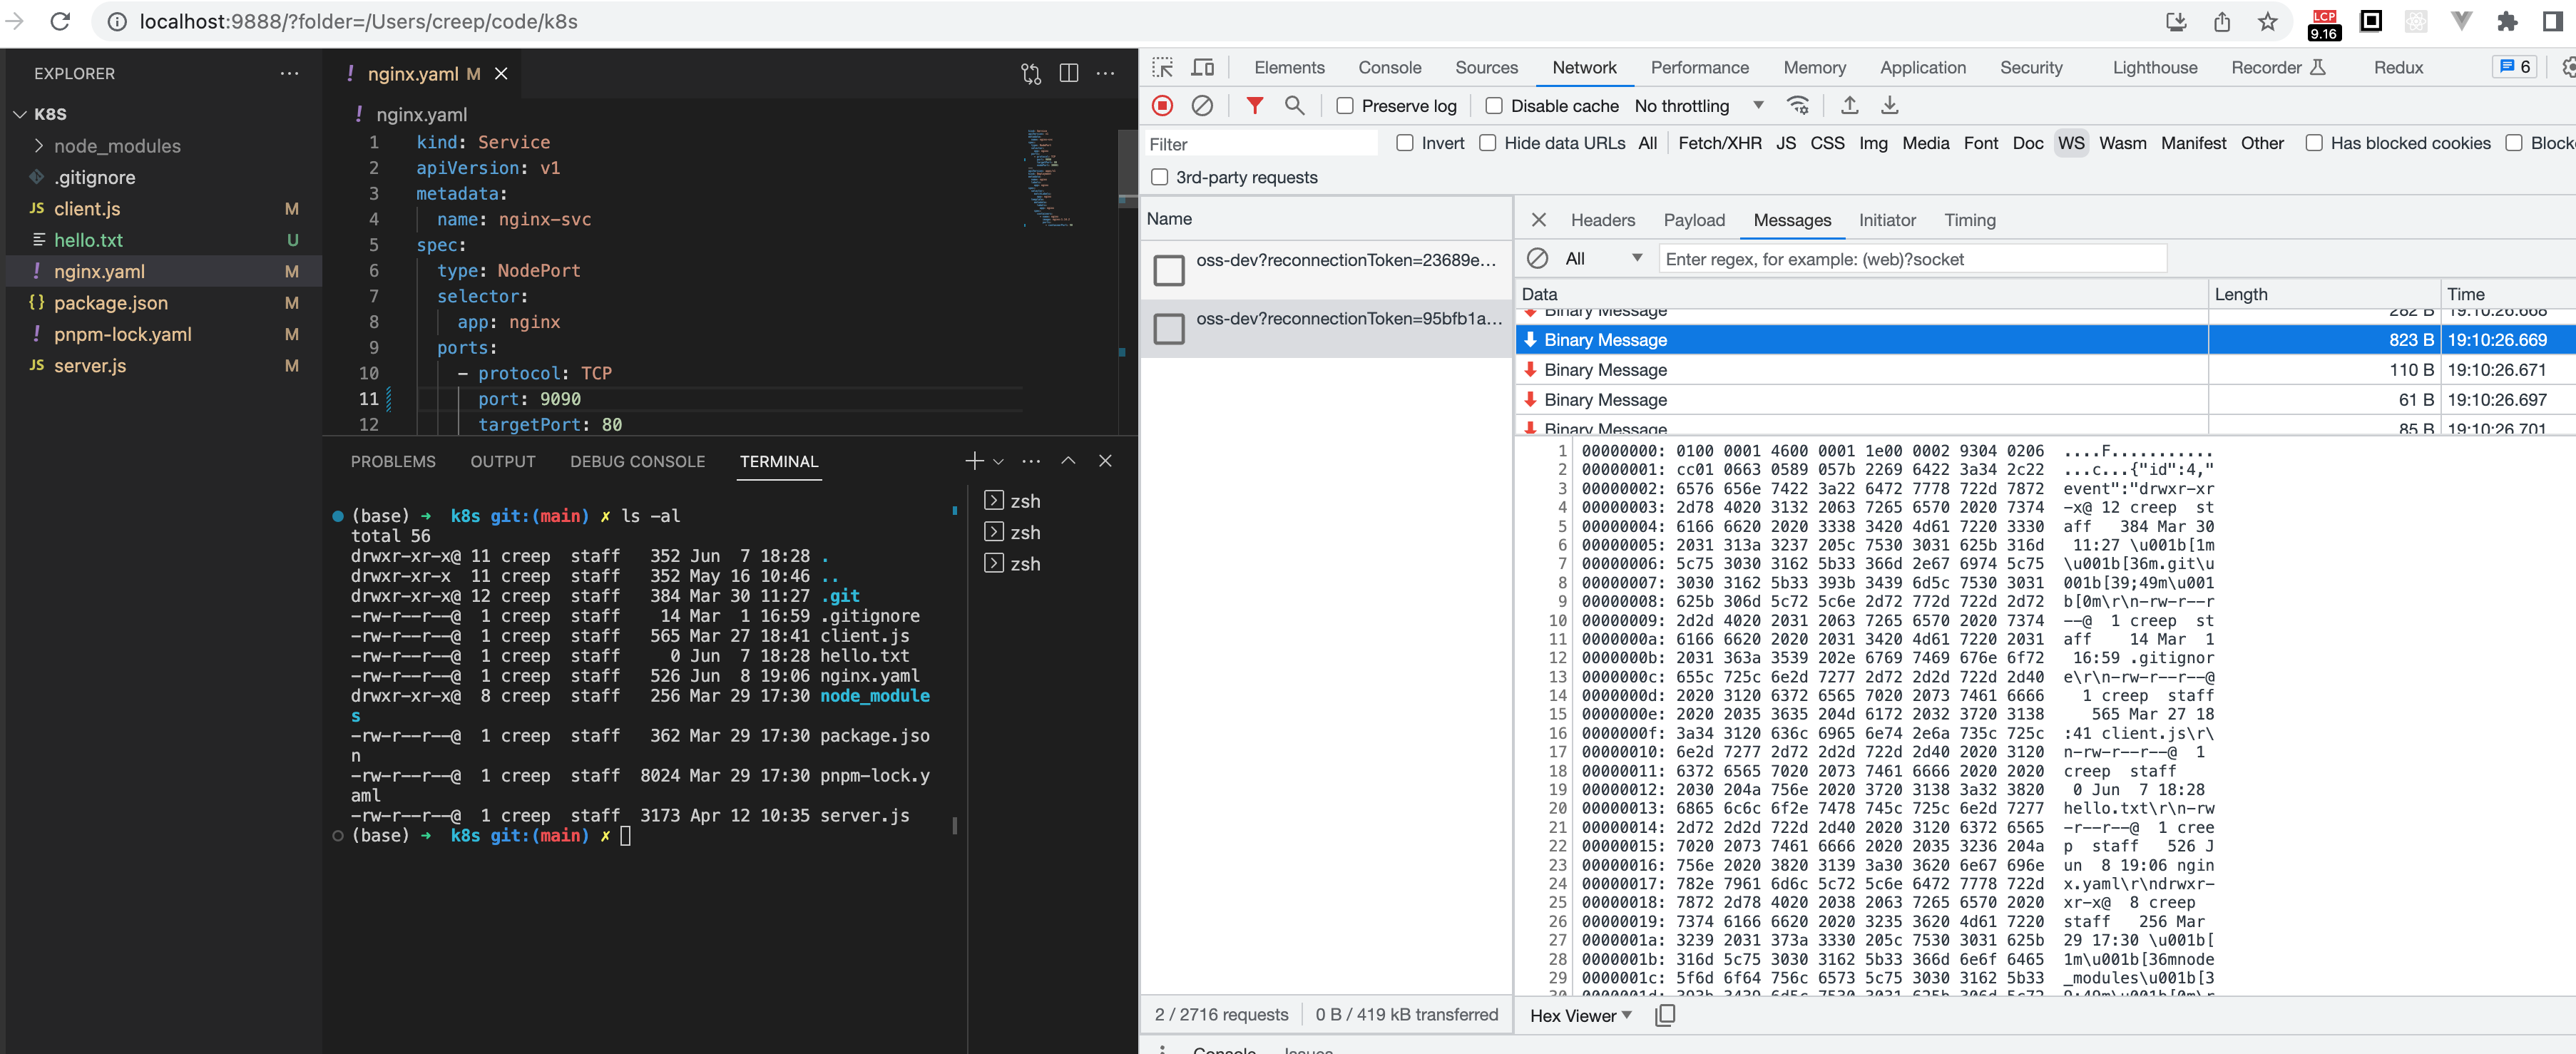 localhost:9888/?folder=/Users/creep/code/k8s
LCP
9.16
EXPLORER
K8S
node_modules
.gitignore
JS client.js M
hello.txt U
! nginx.yaml M
{} package.json M
! pnpm-lock.yaml M
JS server.js M
! nginx.yaml M
! nginx.yaml
1 kind: Service
2 apiVersion: v1
3 metadata:
4 name: nginx-svc
5 spec:
6 type: NodePort
7 selector:
8 app: nginx
9 ports:
10 - protocol: TCP
11 port: 9090
12 targetPort: 80
PROBLEMS OUTPUT DEBUG CONSOLE TERMINAL
zsh
zsh
zsh
(base) ➜ k8s git:(main) ✗ ls -al
total 56
drwxr-xr-x@ 11 creep staff 352 Jun 7 18:28 .
drwxr-xr-x 11 creep staff 352 May 16 10:46 ..
drwxr-xr-x@ 12 creep staff 384 Mar 30 11:27 .git
-rw-r--r--@ 1 creep staff 14 Mar 1 16:59 .gitignore
-rw-r--r--@ 1 creep staff 565 Mar 27 18:41 client.js
-rw-r--r--@ 1 creep staff 0 Jun 7 18:28 hello.txt
-rw-r--r--@ 1 creep staff 526 Jun 8 19:06 nginx.yaml
drwxr-xr-x@ 8 creep staff 256 Mar 29 17:30 node_module
s
-rw-r--r--@ 1 creep staff 362 Mar 29 17:30 package.jso
n
-rw-r--r--@ 1 creep staff 8024 Mar 29 17:30 pnpm-lock.y
aml
-rw-r--r--@ 1 creep staff 3173 Apr 12 10:35 server.js
(base) ➜ k8s git:(main) ✗
Elements Console Sources Network Performance Memory Application Security Lighthouse Recorder Redux 6
Preserve log Disable cache No throttling
Filter Invert Hide data URLs All Fetch/XHR JS CSS Img Media Font Doc WS Wasm Manifest Other Has blocked cookies Block
3rd-party requests
Name
oss-dev?reconnectionToken=23689e...
oss-dev?reconnectionToken=95bfb1a...
2 / 2716 requests 0 B / 419 kB transferred
Headers Payload Messages Initiator Timing
All Enter regex, for example: (web)?socket
Data Length Time
Binary Message 282 B 19:10:26.668
Binary Message 823 B 19:10:26.669
Binary Message 110 B 19:10:26.671
Binary Message 61 B 19:10:26.697
Binary Message 85 B 19:10:26.701
1 00000000: 0100 0001 4600 0001 1e00 0002 9304 0206 ....F...........
2 00000001: cc01 0663 0589 057b 2269 6422 3a34 2c22 ...c...{"id":4,"
3 00000002: 6576 656e 7422 3a22 6472 7778 722d 7872 event":"drwxr-xr
4 00000003: 2d78 4020 3132 2063 7265 6570 2020 7374 -x@ 12 creep  st
5 00000004: 6166 6620 2020 3338 3420 4d61 7220 3330 aff   384 Mar 30
6 00000005: 2031 313a 3237 205c 7530 3031 625b 316d 11:27 \u001b[1m
7 00000006: 5c75 3030 3162 5b33 366d 2e67 6974 5c75 \u001b[36m.git\u
8 00000007: 3030 3162 5b33 393b 3439 6d5c 7530 3031 001b[39;49m\u001
9 00000008: 625b 306d 5c72 5c6e 2d72 772d 722d 2d72 b[0m\r\n-rw-r--r
10 00000009: 2d2d 4020 2031 2063 7265 6570 2020 7374 --@  1 creep  st
11 0000000a: 6166 6620 2020 2031 3420 4d61 7220 2031 aff    14 Mar  1
12 0000000b: 2031 363a 3539 202e 6769 7469 676e 6f72 16:59 .gitignor
13 0000000c: 655c 725c 6e2d 7277 2d72 2d2d 722d 2d40 e\r\n-rw-r--r--@
14 0000000d: 2020 3120 6372 6565 7020 2073 7461 6666 1 creep  staff
15 0000000e: 2020 2035 3635 204d 6172 2032 3720 3138 565 Mar 27 18
16 0000000f: 3a34 3120 636c 6965 6e74 2e6a 735c 725c :41 client.js\r\
17 00000010: 6e2d 7277 2d72 2d2d 722d 2d40 2020 3120 n-rw-r--r--@  1
18 00000011: 6372 6565 7020 2073 7461 6666 2020 2020 creep  staff
19 00000012: 2030 204a 756e 2020 3720 3138 3a32 3820 0 Jun  7 18:28
20 00000013: 6865 6c6c 6f2e 7478 745c 725c 6e2d 7277 hello.txt\r\n-rw
21 00000014: 2d72 2d2d 722d 2d40 2020 3120 6372 6565 -r--r--@  1 cree
22 00000015: 7020 2073 7461 6666 2020 2035 3236 204a p  staff   526 J
23 00000016: 756e 2020 3820 3139 3a30 3620 6e67 696e un  8 19:06 ngin
24 00000017: 782e 7961 6d6c 5c72 5c6e 6472 7778 722d x.yaml\r\ndrwxr-
25 00000018: 7872 2d78 4020 2038 2063 7265 6570 2020 xr-x@  8 creep
26 00000019: 7374 6166 6620 2020 3235 3620 4d61 7220 staff   256 Mar
27 0000001a: 3239 2031 373a 3330 205c 7530 3031 625b 29 17:30 \u001b[
28 0000001b: 316d 5c75 3030 3162 5b33 366d 6e6f 6465 1m\u001b[36mnode
29 0000001c: 5f6d 6f64 756c 6573 5c75 3030 3162 5b33 _modules\u001b[3
30 0000001d: 393b 3439 6d5c 7530 3031 625b 306d 5c72 9;49m\u001b[0m\r
Hex Viewer
Console Issues